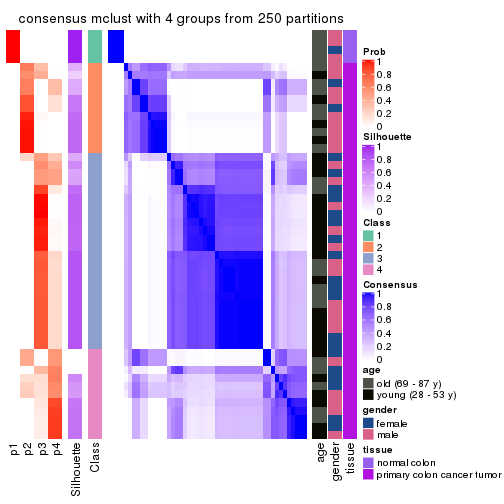 consensus mclust with 4 groups from 250 partitions
Prob
1
0.8
0.6
0.4
0.2
0
Silhouette
1
0.8
0.6
0.4
0.2
0
Class
1
2
3
4
Consensus
1
0.8
0.6
0.4
0.2
0
age
old (69 - 87 y)
young (28 - 53 y)
gender
female
male
tissue
normal colon
primary colon cancer tumor
p1
p2
p3
p4
Silhouette
Class
age
gender
tissue